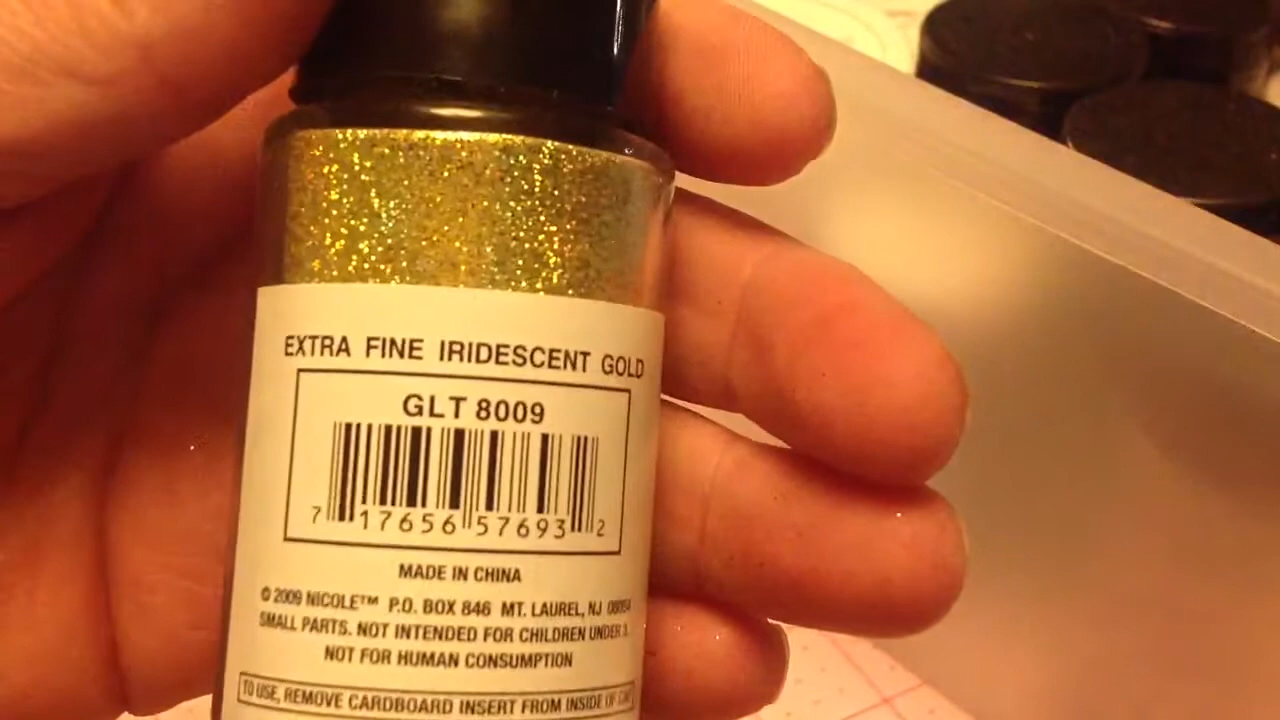 EXTRA FINE IRIDESCENT GOLD
GLT 8009
7 17656 57693 2
MADE IN CHINA
© 2009 NICOLE™ P.O. BOX 846 MT. LAUREL, NJ 08054
SMALL PARTS. NOT INTENDED FOR CHILDREN UNDER 3.
NOT FOR HUMAN CONSUMPTION
TO USE, REMOVE CARDBOARD INSERT FROM INSIDE OF